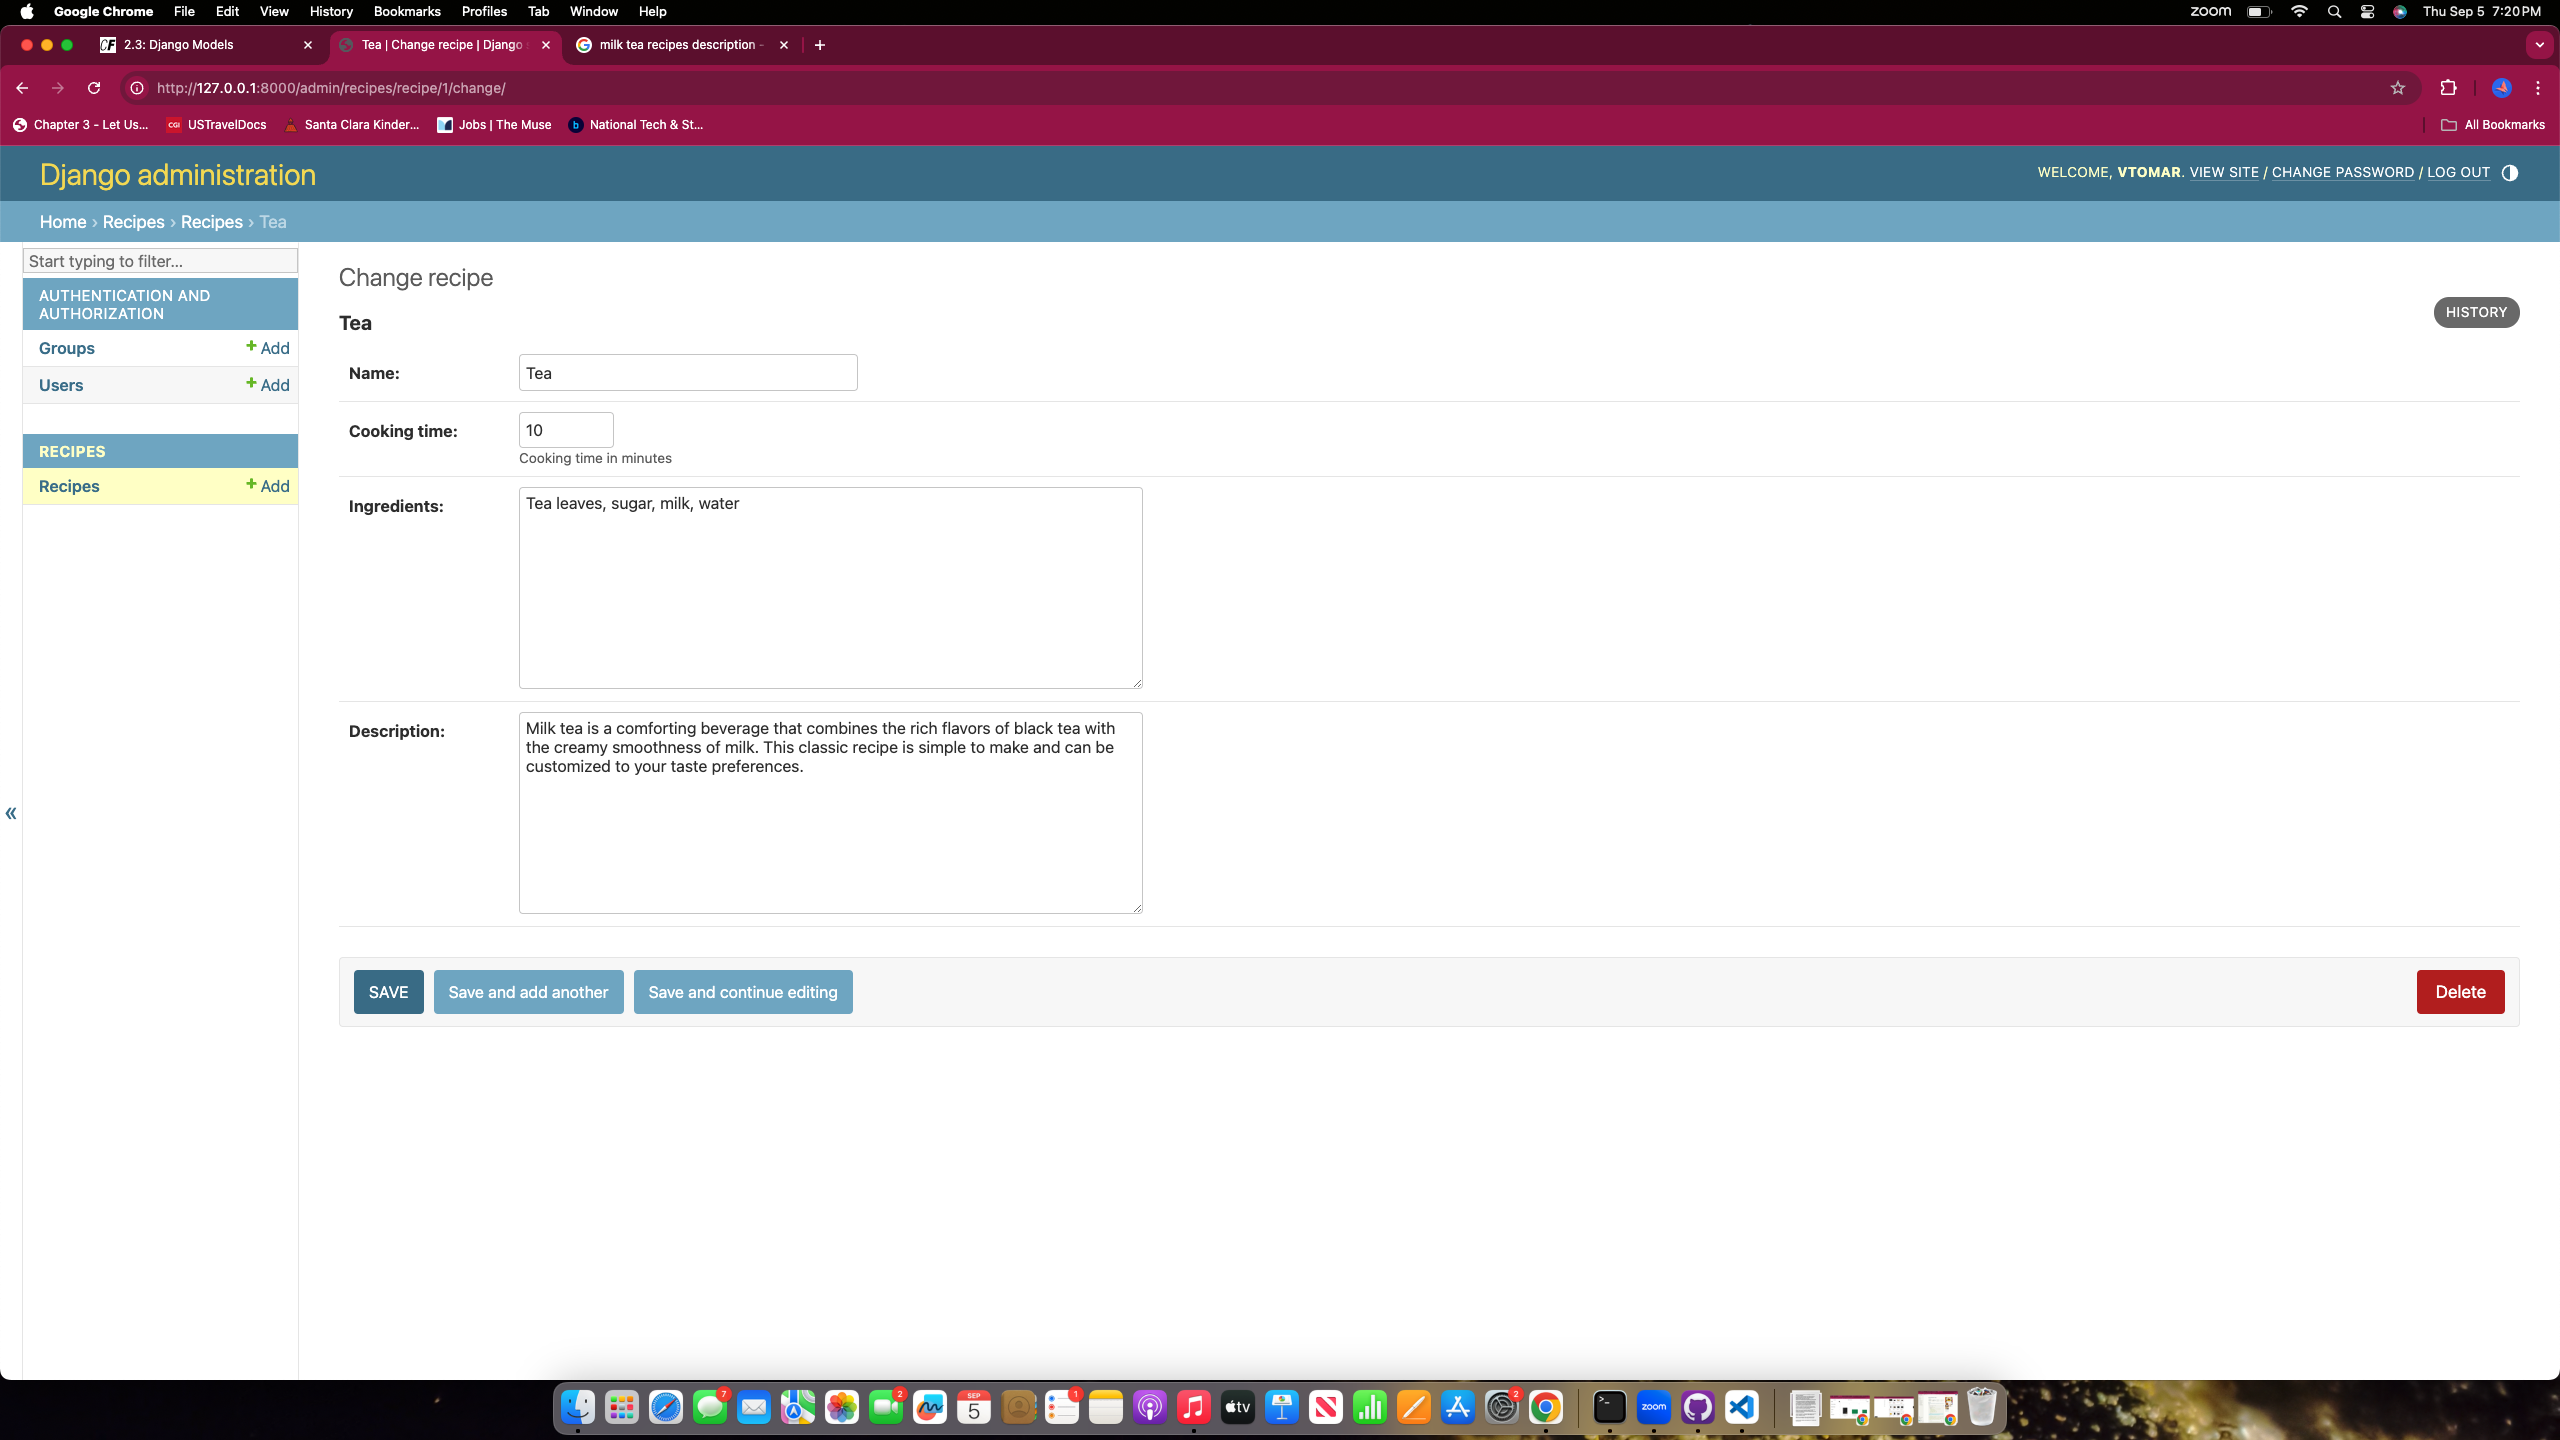 Google Chrome File Edit View History Bookmarks Profiles Tab Window Help zoom Thu Sep 5 7:20 PM
CF 2.3: Django Models Tea | Change recipe | Django milk tea recipes description -
http://127.0.0.1:8000/admin/recipes/recipe/1/change/
Chapter 3 - Let Us... CGI USTravelDocs Santa Clara Kinder... Jobs | The Muse b National Tech & St... All Bookmarks
Django administration
WELCOME, VTOMAR. VIEW SITE / CHANGE PASSWORD / LOG OUT
Home › Recipes › Recipes › Tea
Start typing to filter...
AUTHENTICATION AND
AUTHORIZATION
Groups + Add
Users + Add
RECIPES
Recipes + Add
«
Change recipe
HISTORY
Tea
Name: Tea
Cooking time: 10
Cooking time in minutes
Ingredients: Tea leaves, sugar, milk, water
Description: Milk tea is a comforting beverage that combines the rich flavors of black tea with
the creamy smoothness of milk. This classic recipe is simple to make and can be
customized to your taste preferences.
SAVE Save and add another Save and continue editing Delete
7 2 SEP 5 1 tv 2 zoom